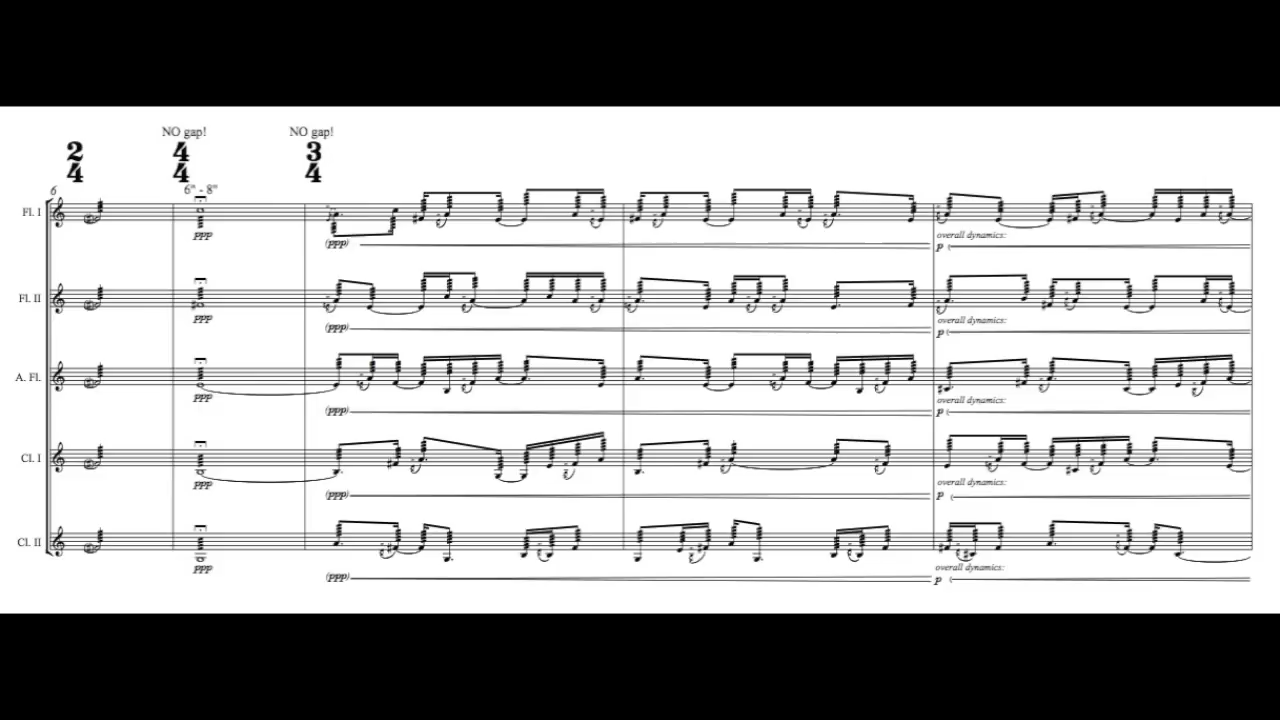 NO gap! NO gap!
2 4 3
4 4 4
6 6" - 8"
Fl. I
ppp (ppp) overall dynamics:
p
Fl. II
ppp (ppp) overall dynamics:
p
A. Fl.
ppp (ppp) overall dynamics:
p
Cl. I
ppp (ppp) overall dynamics:
p
Cl. II
ppp (ppp) overall dynamics:
p